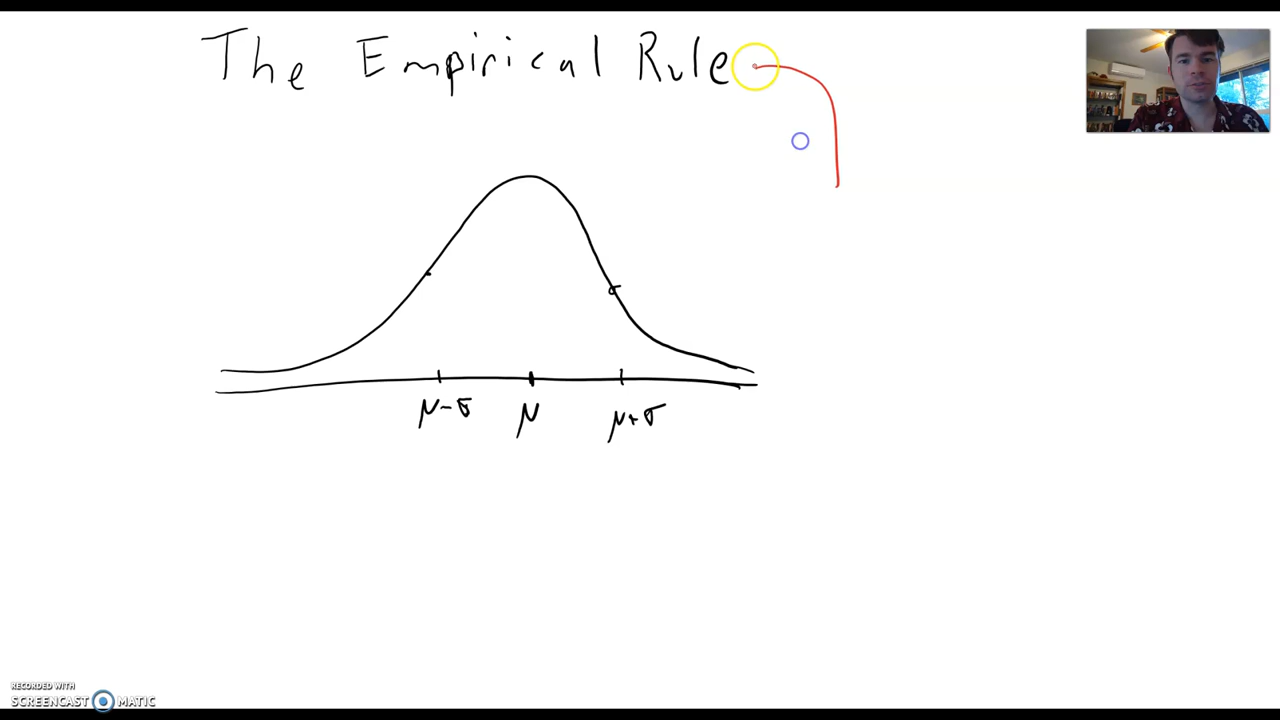 The Empirical Rule
μ-σ μ μ+σ
RECORDED WITH
SCREENCAST MATIC